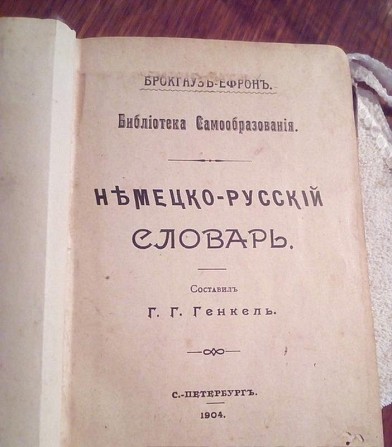 БРОКГАУЗЪ-ЕФРОНЪ.
Библіотека Самообразованія.
НѢМЕЦКО-РУССКІЙ
СЛОВАРЬ.
Составилъ
Г. Г. Генкель.
С.-ПЕТЕРБУРГЪ.
1904.